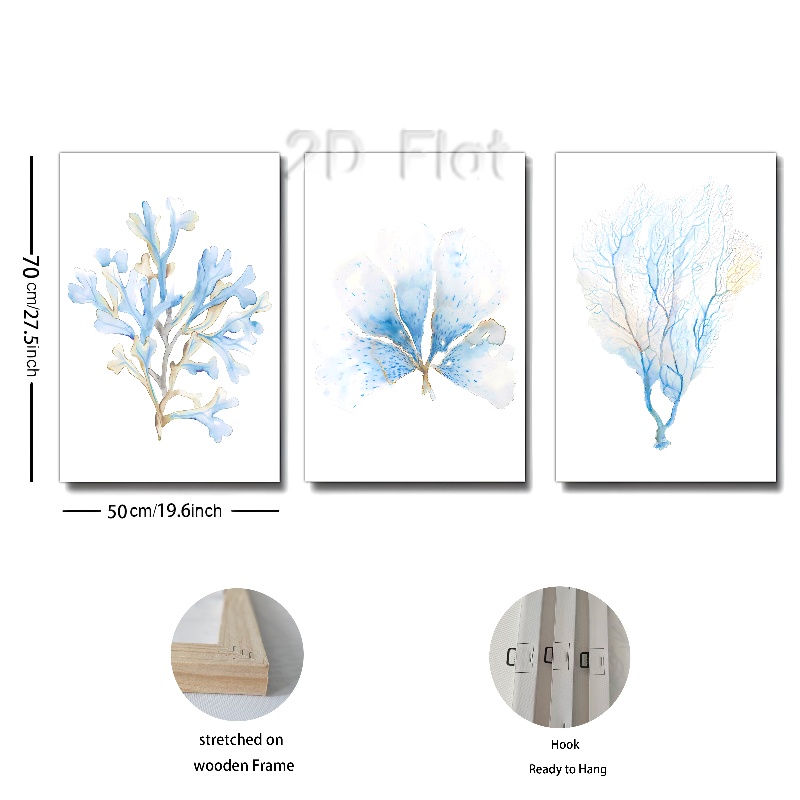 2D Flat
70 cm/27.5inch
50cm/19.6inch
stretched on
wooden Frame
Hook
Ready to Hang